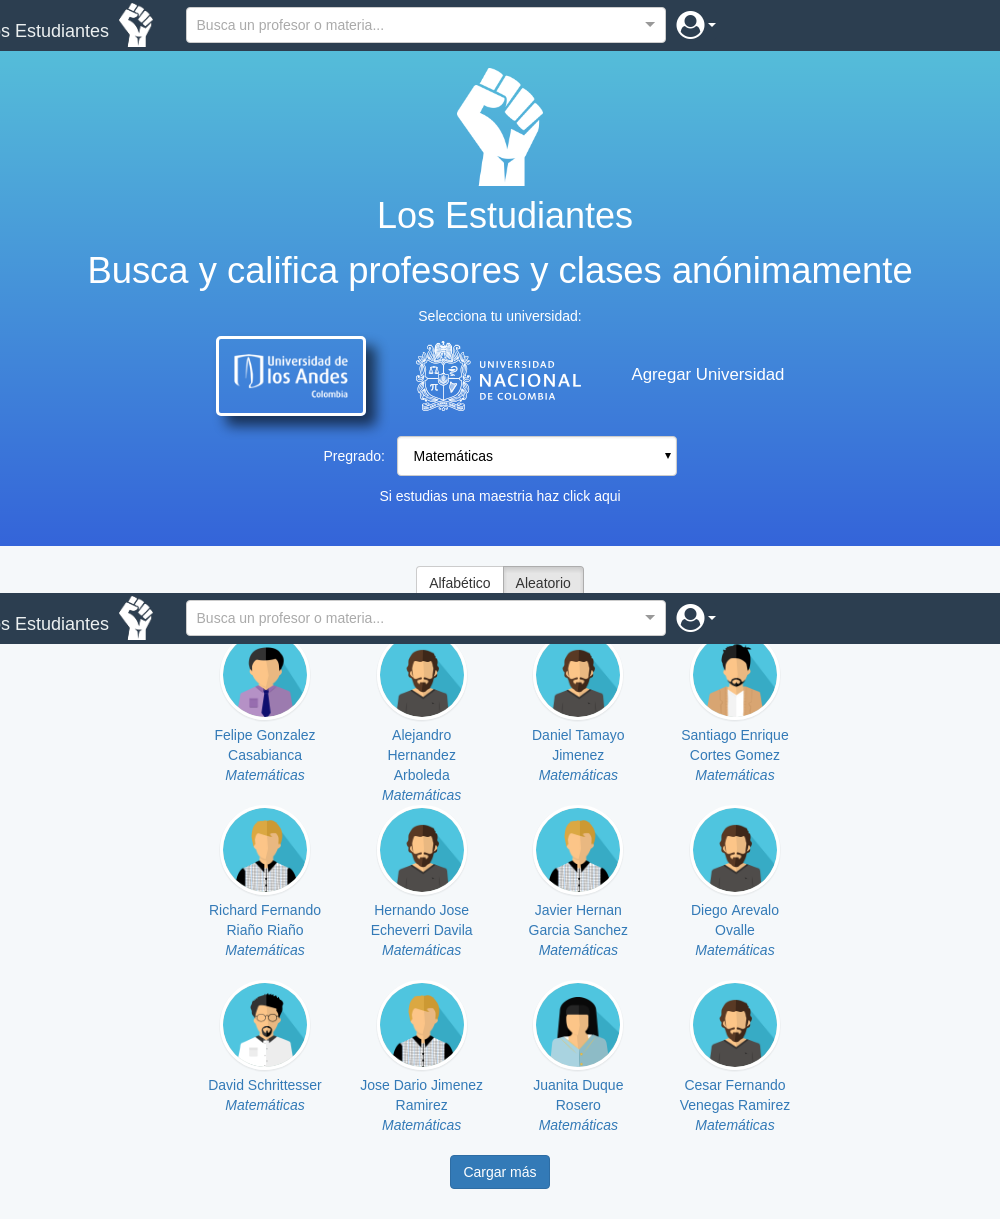 os Estudiantes
Busca un profesor o materia...
Los Estudiantes
Busca y califica profesores y clases anónimamente
Selecciona tu universidad:
Universidad de
los Andes
Colombia
UNIVERSIDAD
NACIONAL
DE COLOMBIA
Agregar Universidad
Pregrado:
Matemáticas
Si estudias una maestria haz click aqui
Alfabético
Aleatorio
os Estudiantes
Busca un profesor o materia...
Felipe Gonzalez
Casabianca
Matemáticas
Alejandro
Hernandez
Arboleda
Matemáticas
Daniel Tamayo
Jimenez
Matemáticas
Santiago Enrique
Cortes Gomez
Matemáticas
Richard Fernando
Riaño Riaño
Matemáticas
Hernando Jose
Echeverri Davila
Matemáticas
Javier Hernan
Garcia Sanchez
Matemáticas
Diego Arevalo
Ovalle
Matemáticas
David Schrittesser
Matemáticas
Jose Dario Jimenez
Ramirez
Matemáticas
Juanita Duque
Rosero
Matemáticas
Cesar Fernando
Venegas Ramirez
Matemáticas
Cargar más